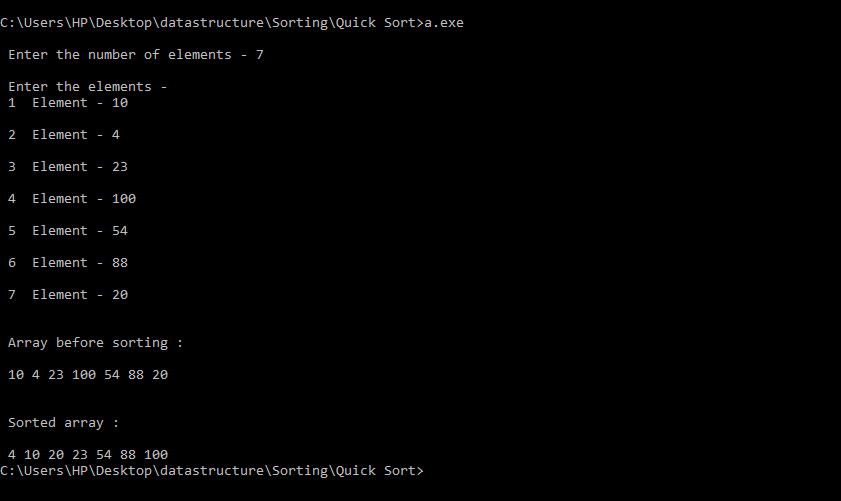 C:\Users\HP\Desktop\datastructure\Sorting\Quick Sort>a.exe
Enter the number of elements - 7
Enter the elements -
1  Element - 10
2  Element - 4
3  Element - 23
4  Element - 100
5  Element - 54
6  Element - 88
7  Element - 20
Array before sorting :
10 4 23 100 54 88 20
Sorted array :
4 10 20 23 54 88 100
C:\Users\HP\Desktop\datastructure\Sorting\Quick Sort>